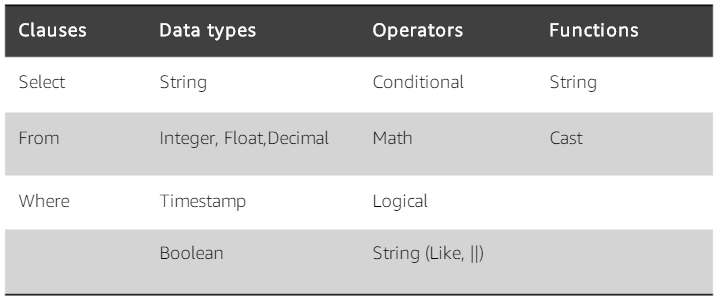 Clauses Data types Operators Functions
Select String Conditional String
From Integer, Float,Decimal Math Cast
Where Timestamp Logical
Boolean String (Like, ||)